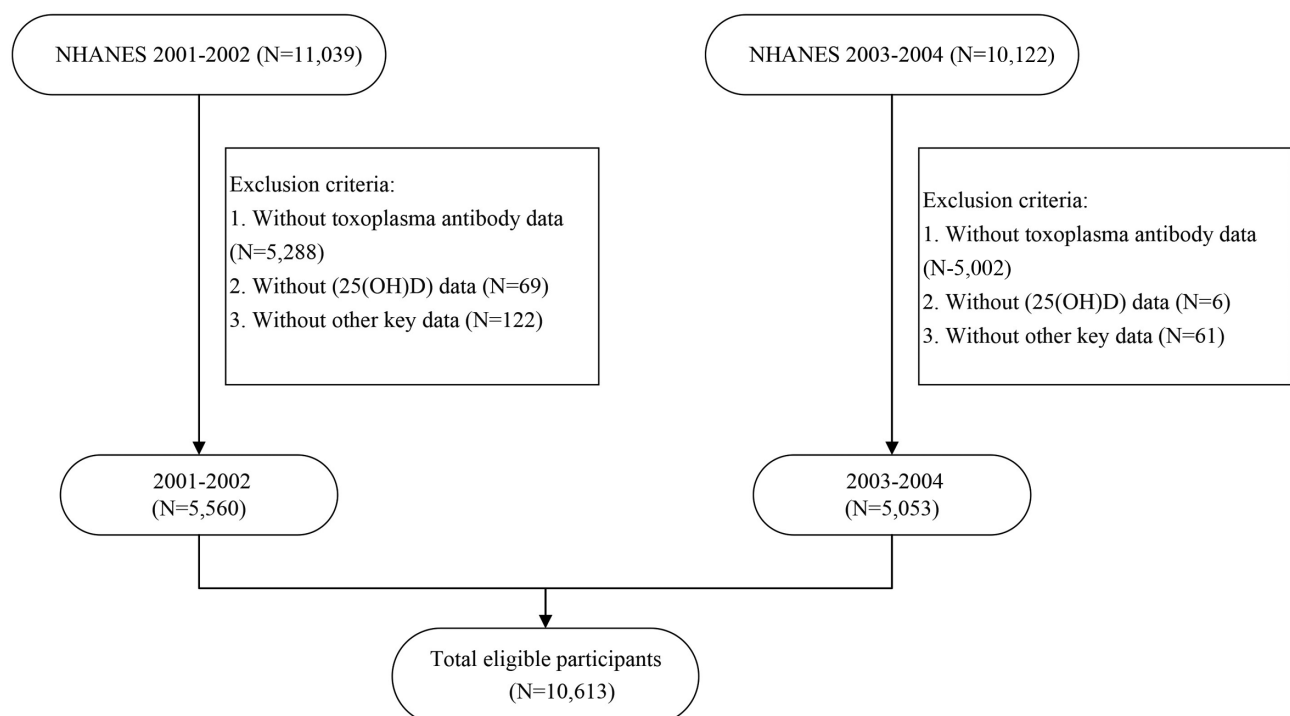 NHANES 2001-2002 (N=11,039)
NHANES 2003-2004 (N=10,122)
Exclusion criteria:
1. Without toxoplasma antibody data
(N=5,288)
2. Without (25(OH)D) data (N=69)
3. Without other key data (N=122)
Exclusion criteria:
1. Without toxoplasma antibody data
(N-5,002)
2. Without (25(OH)D) data (N=6)
3. Without other key data (N=61)
2001-2002
(N=5,560)
2003-2004
(N=5,053)
Total eligible participants
(N=10,613)